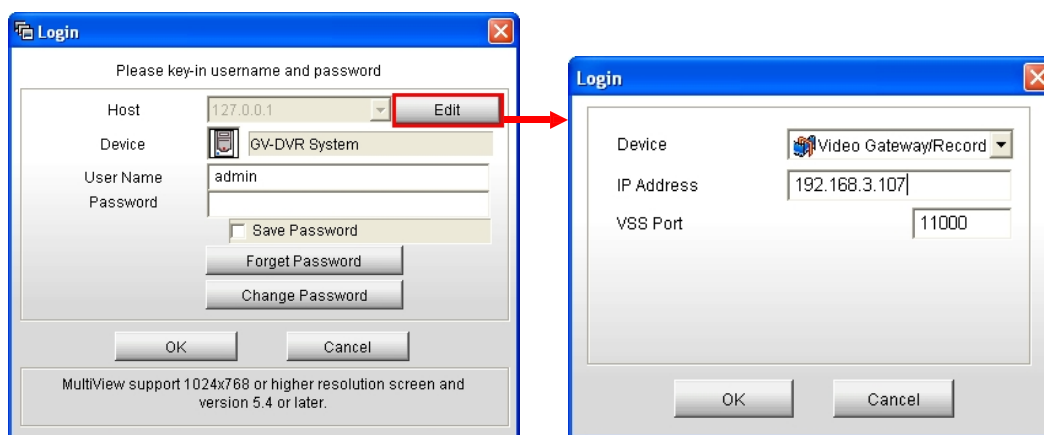 Login
Please key-in username and password
Host 127.0.0.1 Edit
Device GV-DVR System
User Name admin
Password
Save Password
Forget Password
Change Password
OK Cancel
MultiView support 1024x768 or higher resolution screen and
version 5.4 or later.
Login
Device Video Gateway/Record
IP Address 192.168.3.107
VSS Port 11000
OK Cancel